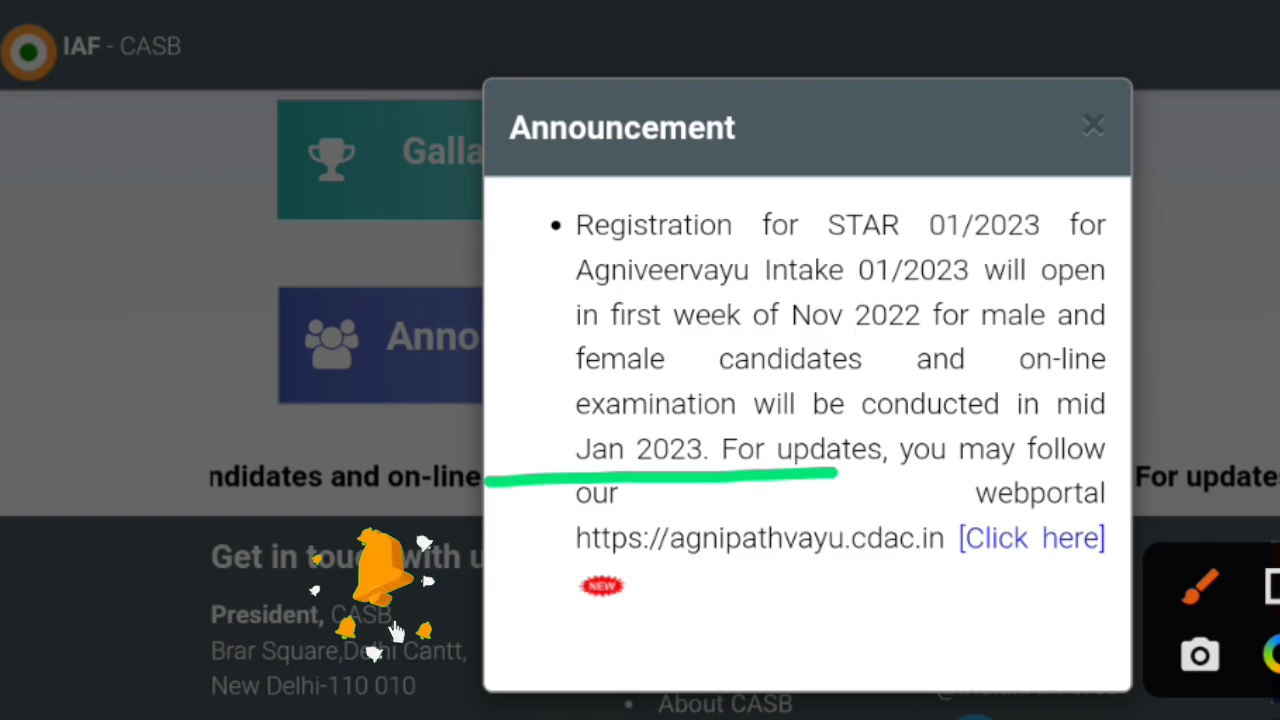 IAF - CASB
Announcement
Galla
Anno
• Registration for STAR 01/2023 for
Agniveervayu Intake 01/2023 will open
in first week of Nov 2022 for male and
female candidates and on-line
examination will be conducted in mid
Jan 2023. For updates, you may follow
our webportal
https://agnipathvayu.cdac.in [Click here]
NEW
ndidates and on-line
For update
Get in touch with u
President, CASB
Brar Square,Delhi Cantt,
New Delhi-110 010
• About CASB